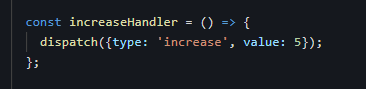 const increaseHandler = () => {
  dispatch({type: 'increase', value: 5});
};